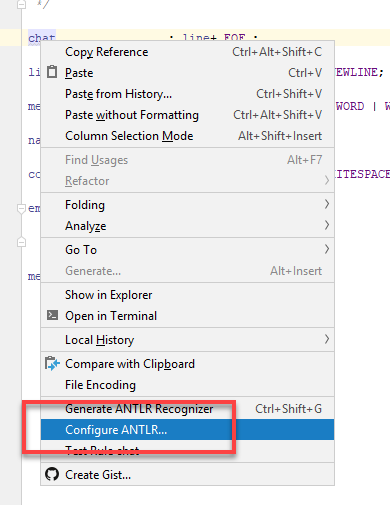 */
chat : line+ EOF ;
Copy Reference Ctrl+Alt+Shift+C
li
Paste Ctrl+V
EWLINE;
Paste from History... Ctrl+Shift+V
me
Paste without Formatting Ctrl+Alt+Shift+V
WORD | W
Column Selection Mode Alt+Shift+Insert
na
Find Usages Alt+F7
co
Refactor
ITESPACE
em
Folding
Analyze
Go To
me
Generate... Alt+Insert
Show in Explorer
Open in Terminal
Local History
Compare with Clipboard
File Encoding
Generate ANTLR Recognizer Ctrl+Shift+G
Configure ANTLR...
Test Rule chat
Create Gist...